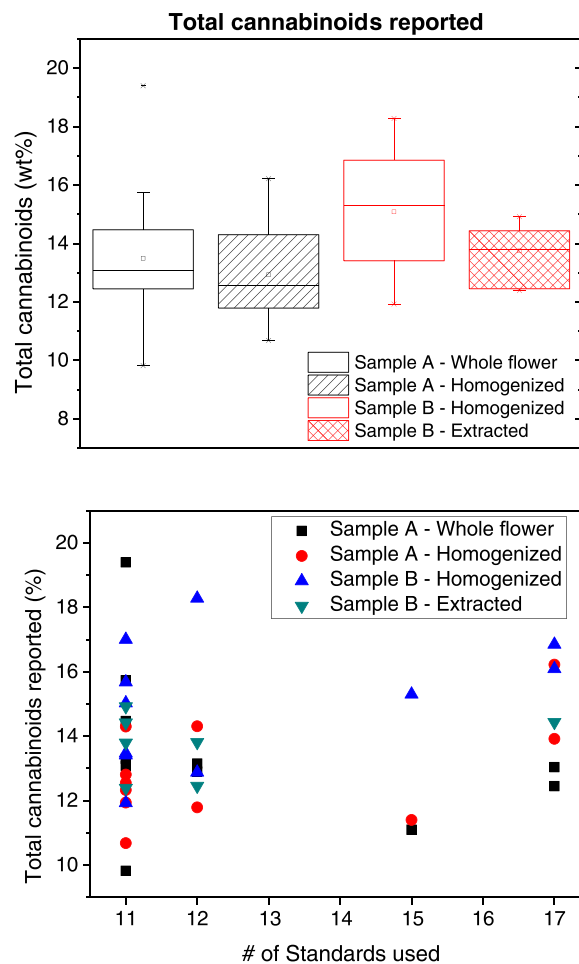 Total cannabinoids reported
Total cannabinoids (wt%)
20
18
16
14
12
10
8
Sample A - Whole flower
Sample A - Homogenized
Sample B - Homogenized
Sample B - Extracted
Total cannabinoids reported (%)
20
18
16
14
12
10
Sample A - Whole flower
Sample A - Homogenized
Sample B - Homogenized
Sample B - Extracted
11 12 13 14 15 16 17
# of Standards used